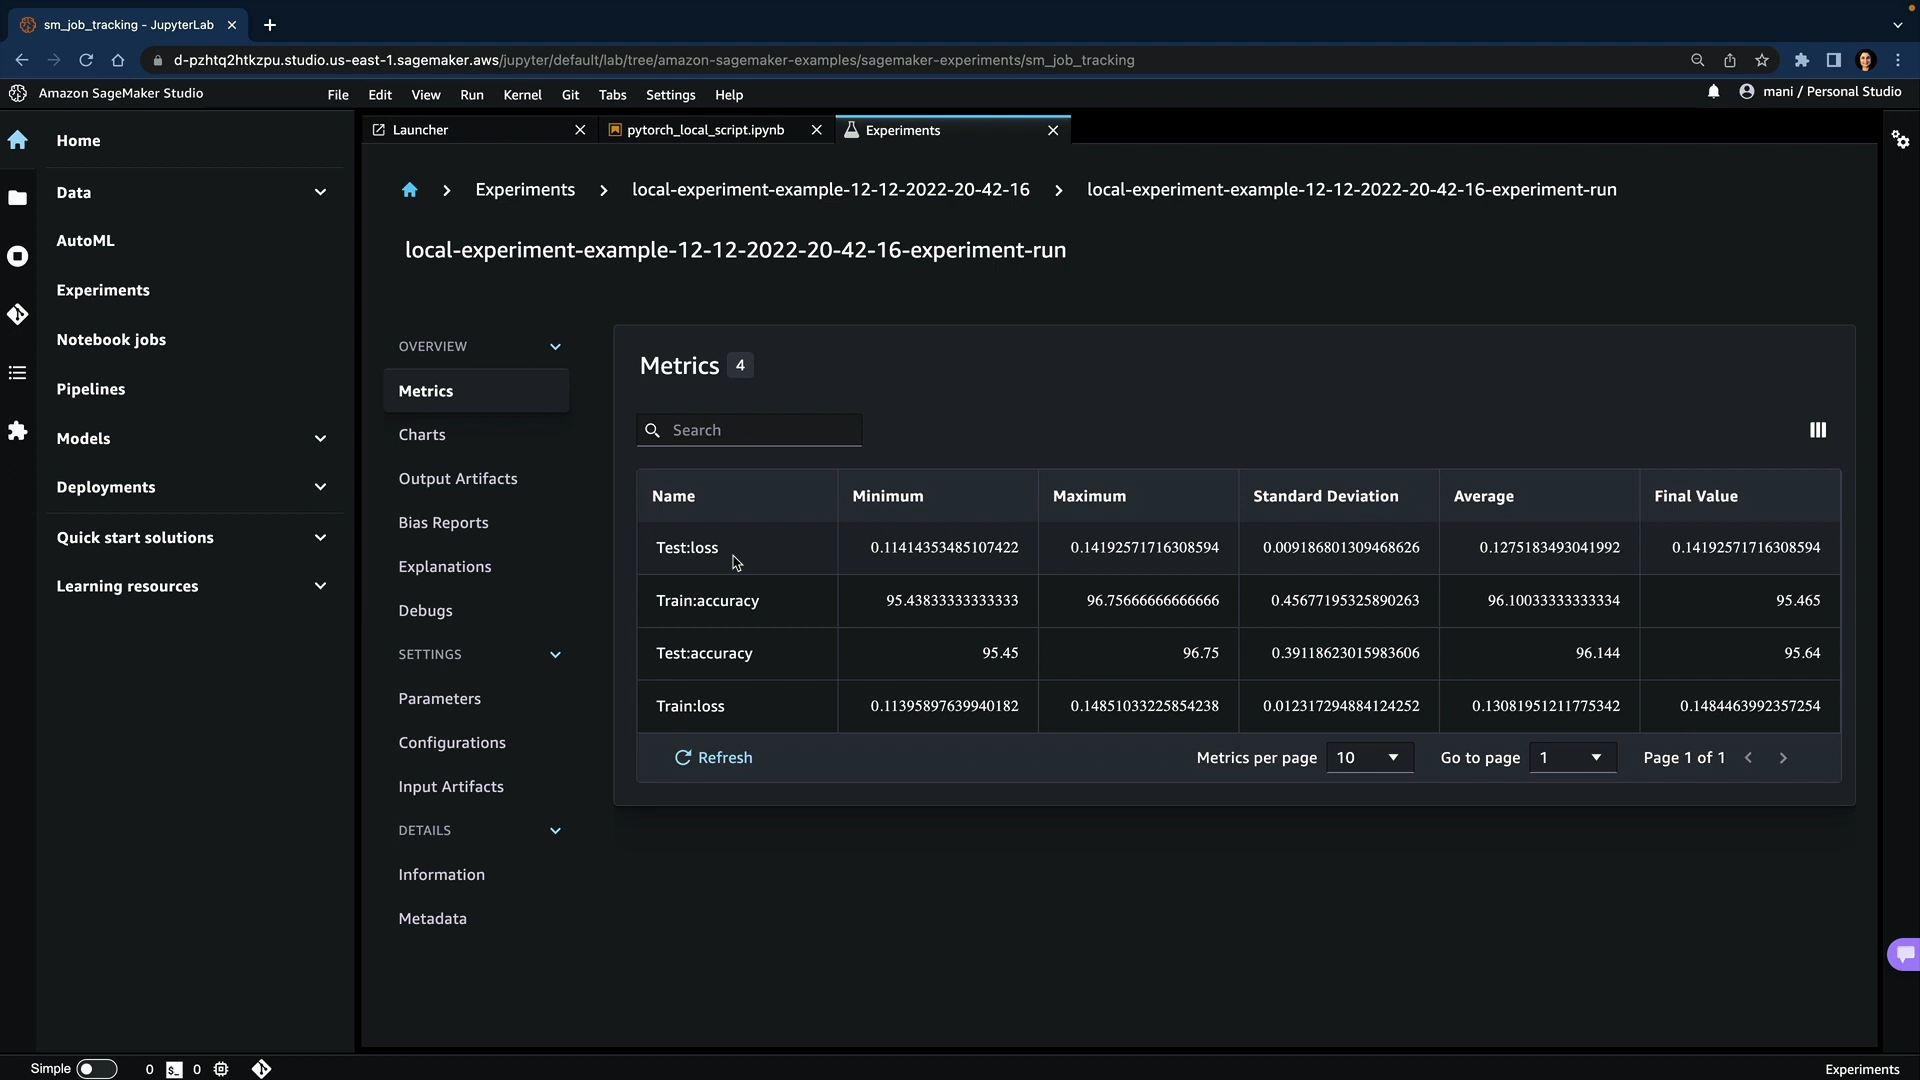 sm_job_tracking - JupyterLab
d-pzhtq2htkzpu.studio.us-east-1.sagemaker.aws/jupyter/default/lab/tree/amazon-sagemaker-examples/sagemaker-experiments/sm_job_tracking
Amazon SageMaker Studio
File Edit View Run Kernel Git Tabs Settings Help
mani / Personal Studio
Home
Data
AutoML
Experiments
Notebook jobs
Pipelines
Models
Deployments
Quick start solutions
Learning resources
Launcher pytorch_local_script.ipynb Experiments
Experiments > local-experiment-example-12-12-2022-20-42-16 > local-experiment-example-12-12-2022-20-42-16-experiment-run
local-experiment-example-12-12-2022-20-42-16-experiment-run
OVERVIEW
Metrics
Charts
Output Artifacts
Bias Reports
Explanations
Debugs
SETTINGS
Parameters
Configurations
Input Artifacts
DETAILS
Information
Metadata
Metrics 4
Search
Name Minimum Maximum Standard Deviation Average Final Value
Test:loss 0.11414353485107422 0.14192571716308594 0.009186801309468626 0.1275183493041992 0.14192571716308594
Train:accuracy 95.43833333333333 96.75666666666666 0.45677195325890263 96.10033333333334 95.465
Test:accuracy 95.45 96.75 0.39118623015983606 96.144 95.64
Train:loss 0.11395897639940182 0.14851033225854238 0.012317294884124252 0.13081951211775342 0.1484463992357254
Refresh Metrics per page 10 Go to page 1 Page 1 of 1
Simple 0 $_ 0 Experiments